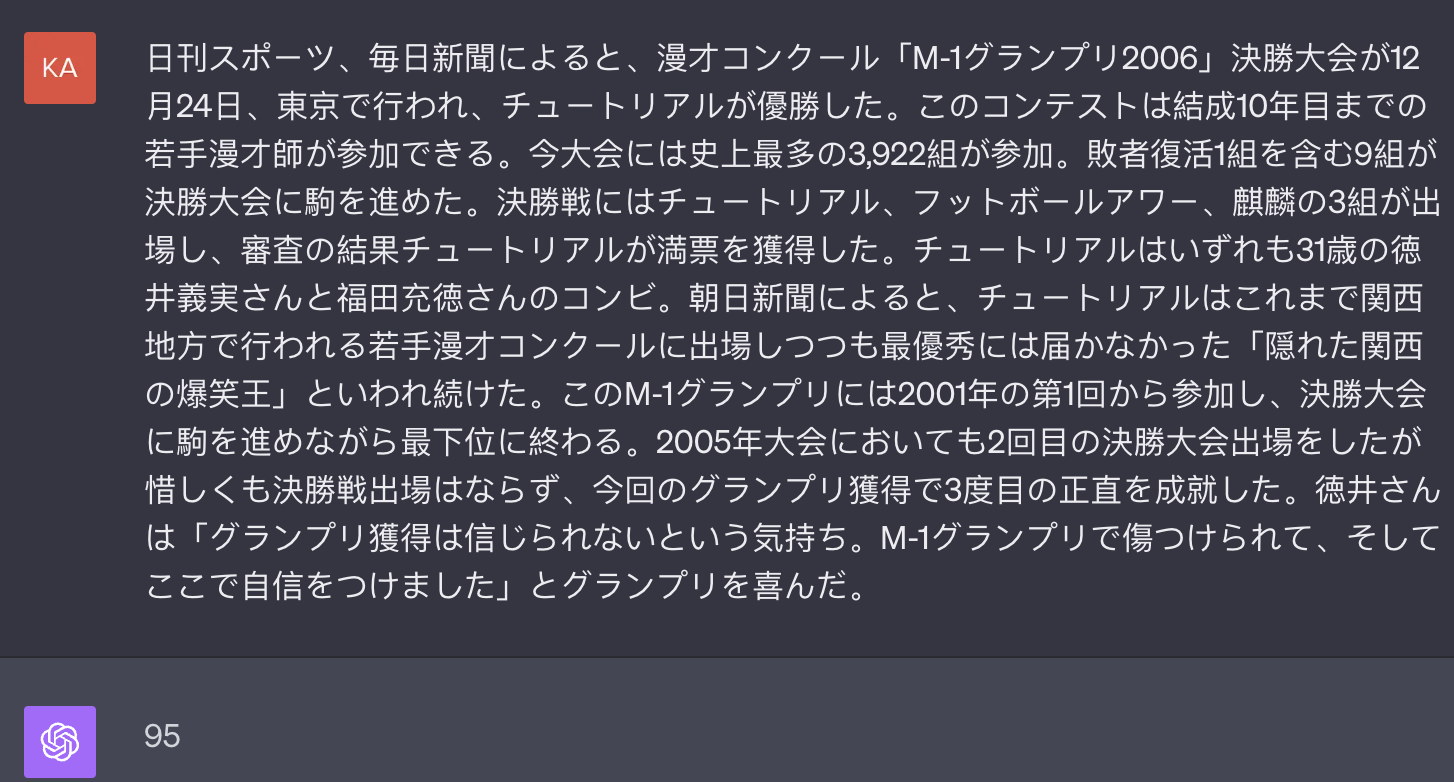 KA
日刊スポーツ、毎日新聞によると、漫才コンクール「M-1グランプリ2006」決勝大会が12
月24日、東京で行われ、チュートリアルが優勝した。このコンテストは結成10年目までの
若手漫才師が参加できる。今大会には史上最多の3,922組が参加。敗者復活1組を含む9組が
決勝大会に駒を進めた。決勝戦にはチュートリアル、フットボールアワー、麒麟の3組が出
場し、審査の結果チュートリアルが満票を獲得した。チュートリアルはいずれも31歳の徳
井義実さんと福田充徳さんのコンビ。朝日新聞によると、チュートリアルはこれまで関西
地方で行われる若手漫才コンクールに出場しつつも最優秀には届かなかった「隠れた関西
の爆笑王」といわれ続けた。このM-1グランプリには2001年の第1回から参加し、決勝大会
に駒を進めながら最下位に終わる。2005年大会においても2回目の決勝大会出場をしたが
惜しくも決勝戦出場はならず、今回のグランプリ獲得で3度目の正直を成就した。徳井さん
は「グランプリ獲得は信じられないという気持ち。M-1グランプリで傷つけられて、そして
ここで自信をつけました」とグランプリを喜んだ。
95